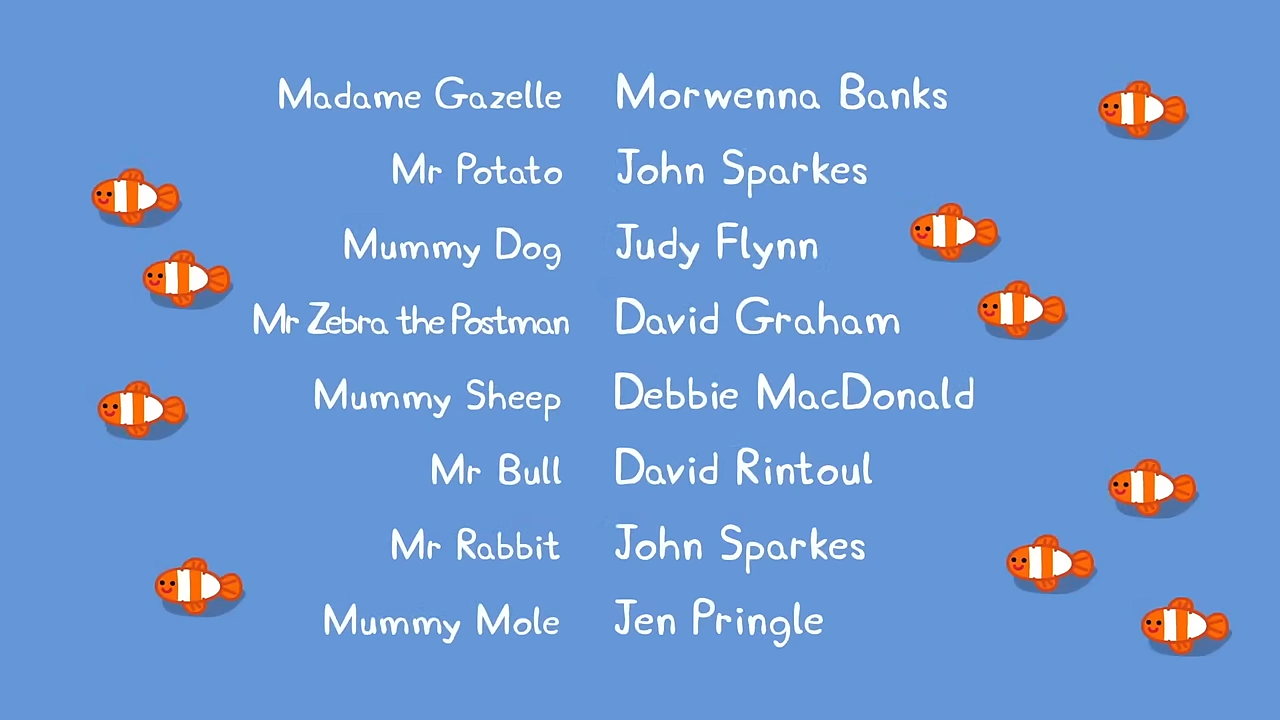 Madame Gazelle Morwenna Banks
Mr Potato John Sparkes
Mummy Dog Judy Flynn
Mr Zebra the Postman David Graham
Mummy Sheep Debbie MacDonald
Mr Bull David Rintoul
Mr Rabbit John Sparkes
Mummy Mole Jen Pringle